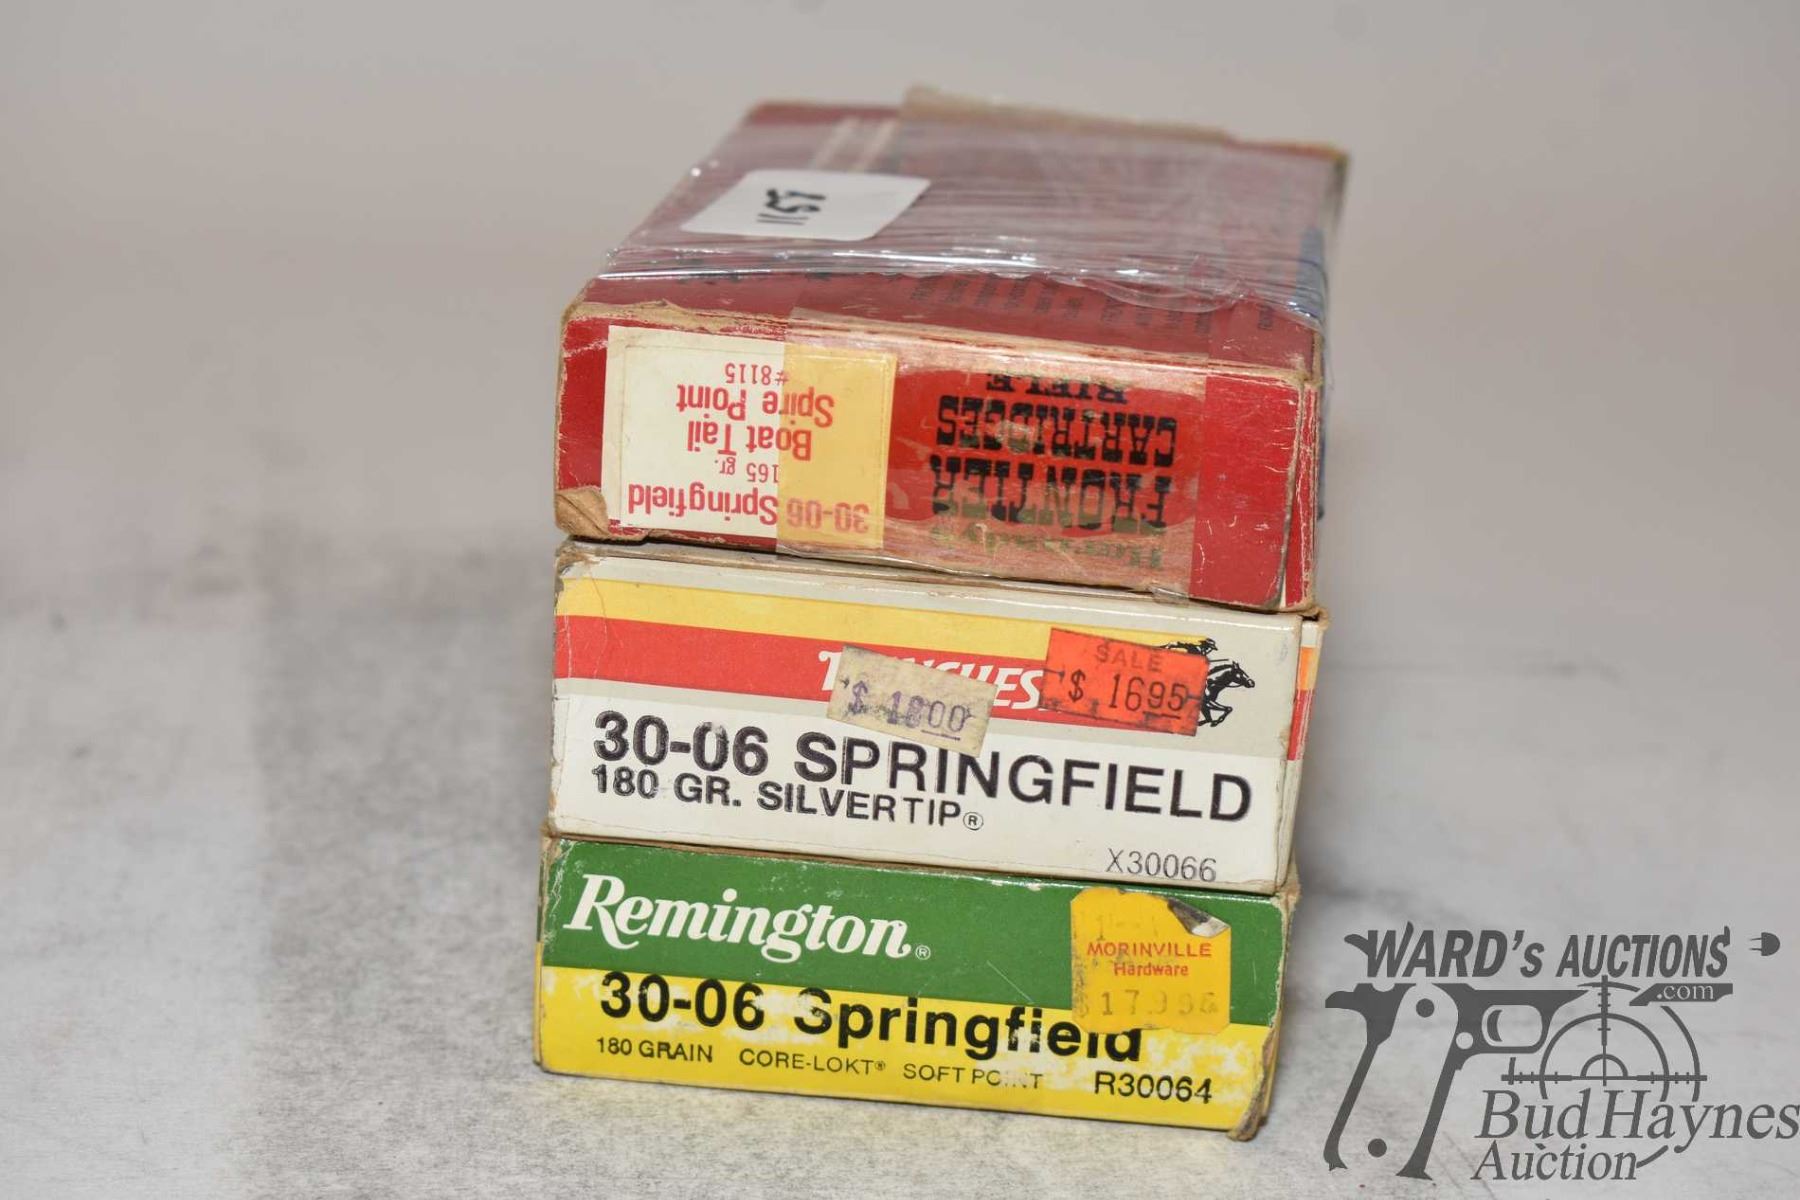 1157
30-06 Springfield
165 gr.
Boat Tail
Spire Point
#8115
FRONTIER
CARTRIDGES
RIFLE
SALE
$ 1695
$ 1800
30-06 SPRINGFIELD
180 GR. SILVERTIP®
X30066
Remington®
MORINVILLE
Hardware
30-06 Springfield
180 GRAIN CORE-LOKT® SOFT POINT R30064
WARD's AUCTIONS
.com
Bud Haynes
Auction